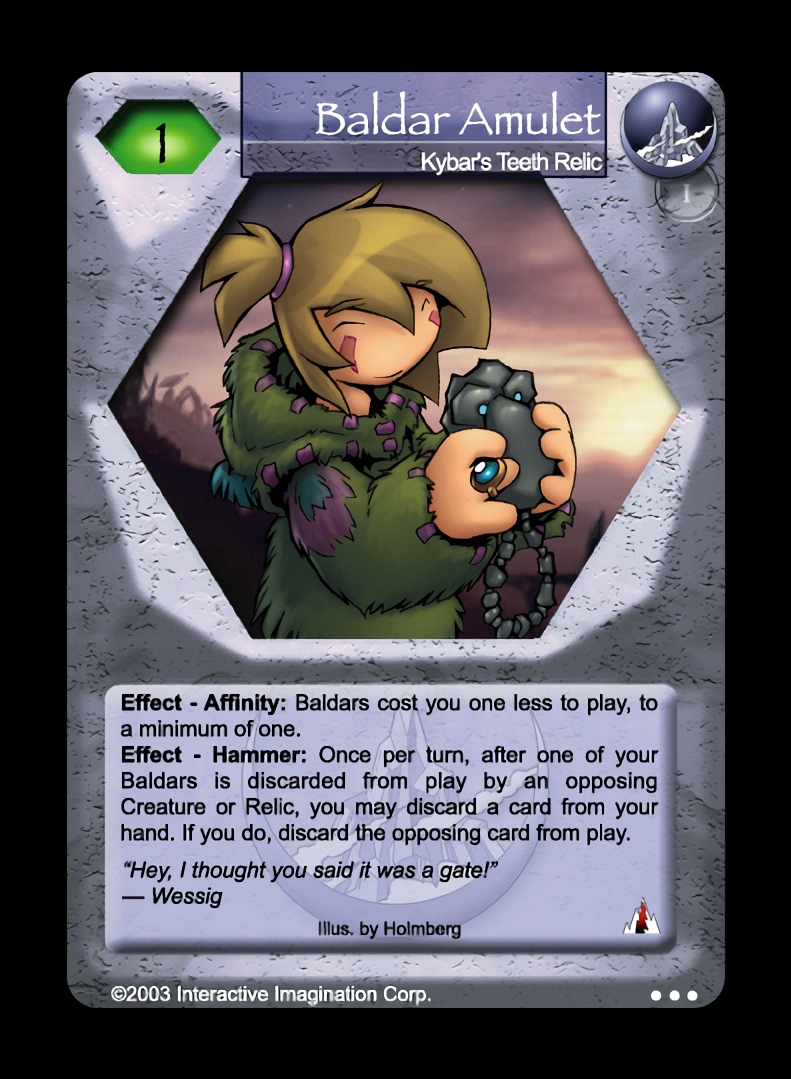 1
Baldar Amulet
Kybar's Teeth Relic
I
Effect - Affinity: Baldars cost you one less to play, to
a minimum of one.
Effect - Hammer: Once per turn, after one of your
Baldars is discarded from play by an opposing
Creature or Relic, you may discard a card from your
hand. If you do, discard the opposing card from play.
“Hey, I thought you said it was a gate!”
— Wessig
Illus. by Holmberg
©2003 Interactive Imagination Corp.